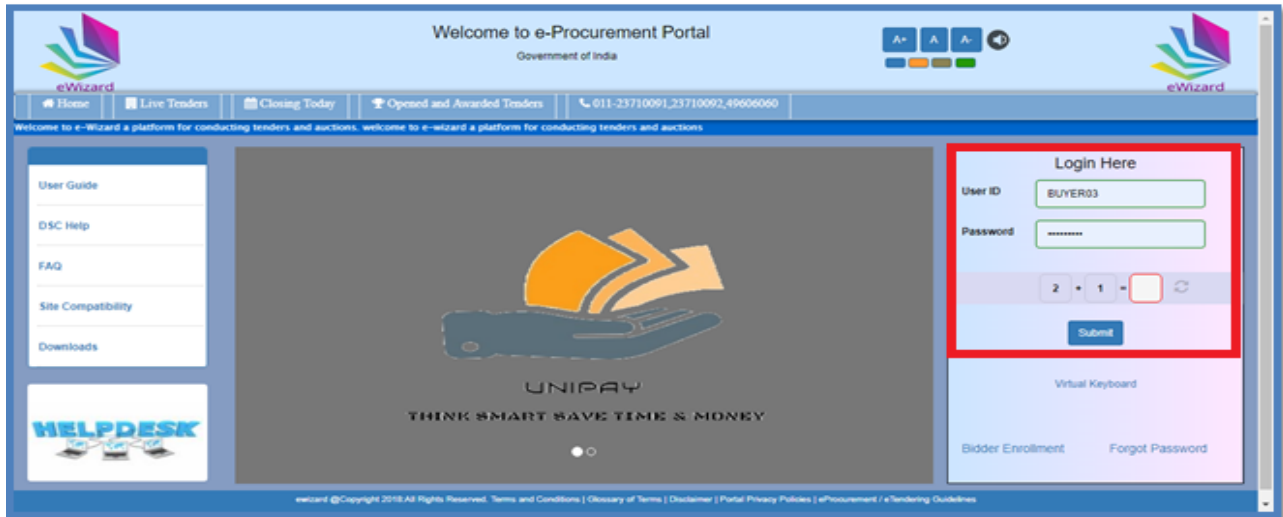 Welcome to e-Procurement Portal
Government of India
A+ A A-
eWizard
eWizard
Home Live Tenders Closing Today Opened and Awarded Tenders 011-23710091,23710092,49606060
Welcome to e-Wizard a platform for conducting tenders and auctions. welcome to e-wizard a platform for conducting tenders and auctions
User Guide
DSC Help
FAQ
Site Compatibility
Downloads
HELPDESK
UNIPAY
THINK SMART SAVE TIME & MONEY
Login Here
User ID BUYER03
Password ·········
2 + 1 =
Submit
Virtual Keyboard
Bidder Enrollment Forgot Password
ewizard @Copyright 2018:All Rights Reserved. Terms and Conditions | Glossary of Terms | Disclaimer | Portal Privacy Policies | eProcurement / eTendering Guidelines